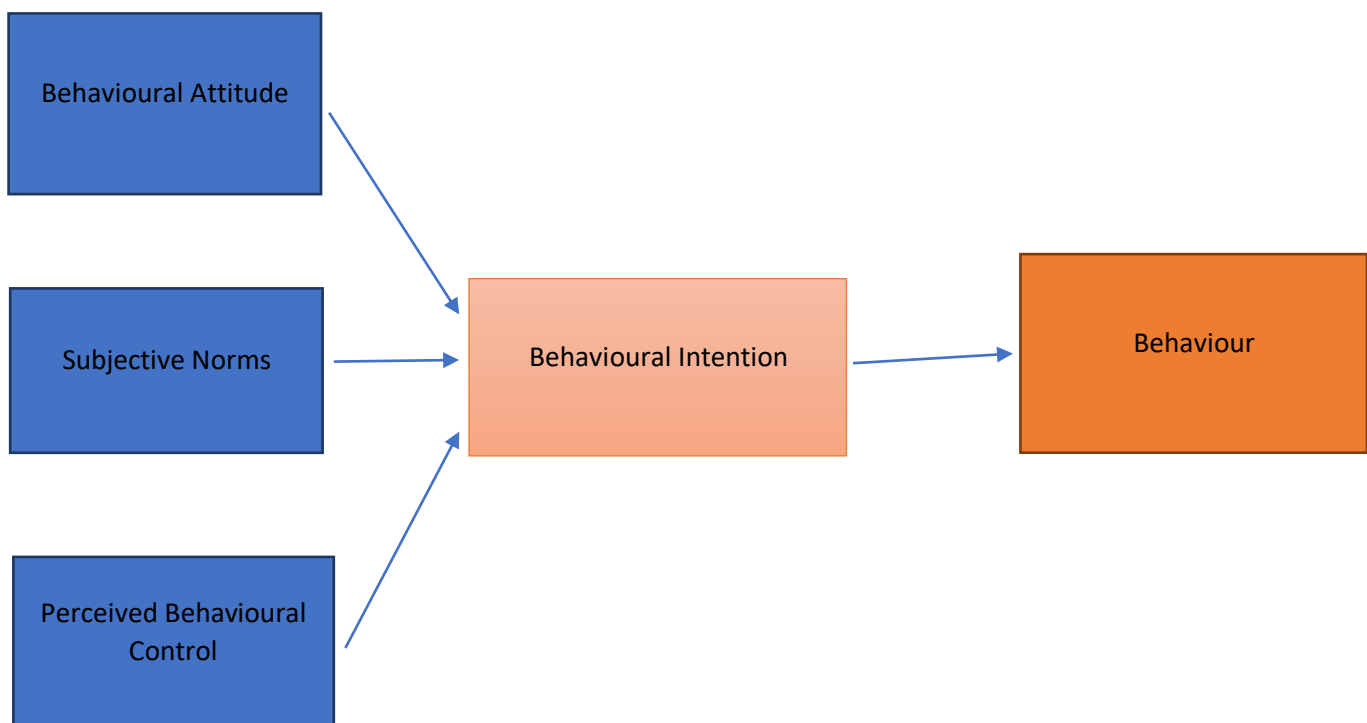 Behavioural Attitude
Subjective Norms
Behavioural Intention
Behaviour
Perceived Behavioural
Control